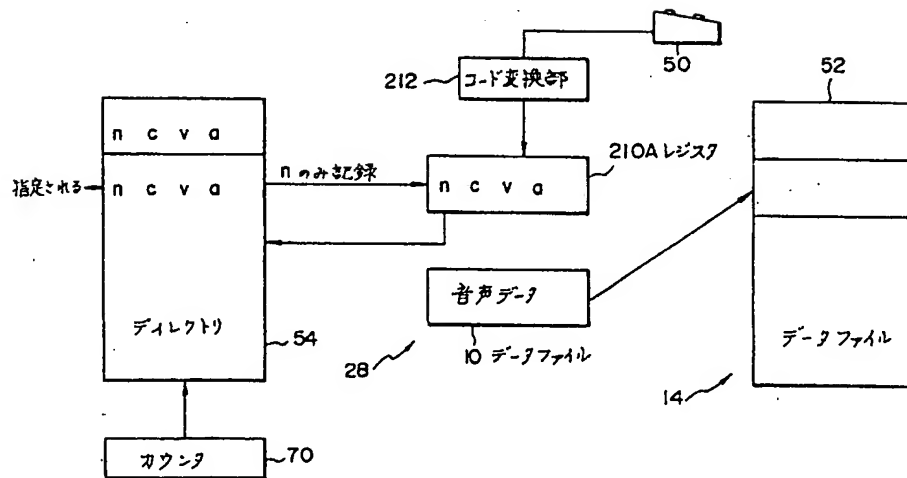 50
212
コード変換部
52
210A レジスタ
n c v a
指定される
n c v a
n のみ記録
n c v a
音声データ
ディレクトリ
54
10 データファイル
28
データファイル
14
カウンタ
70